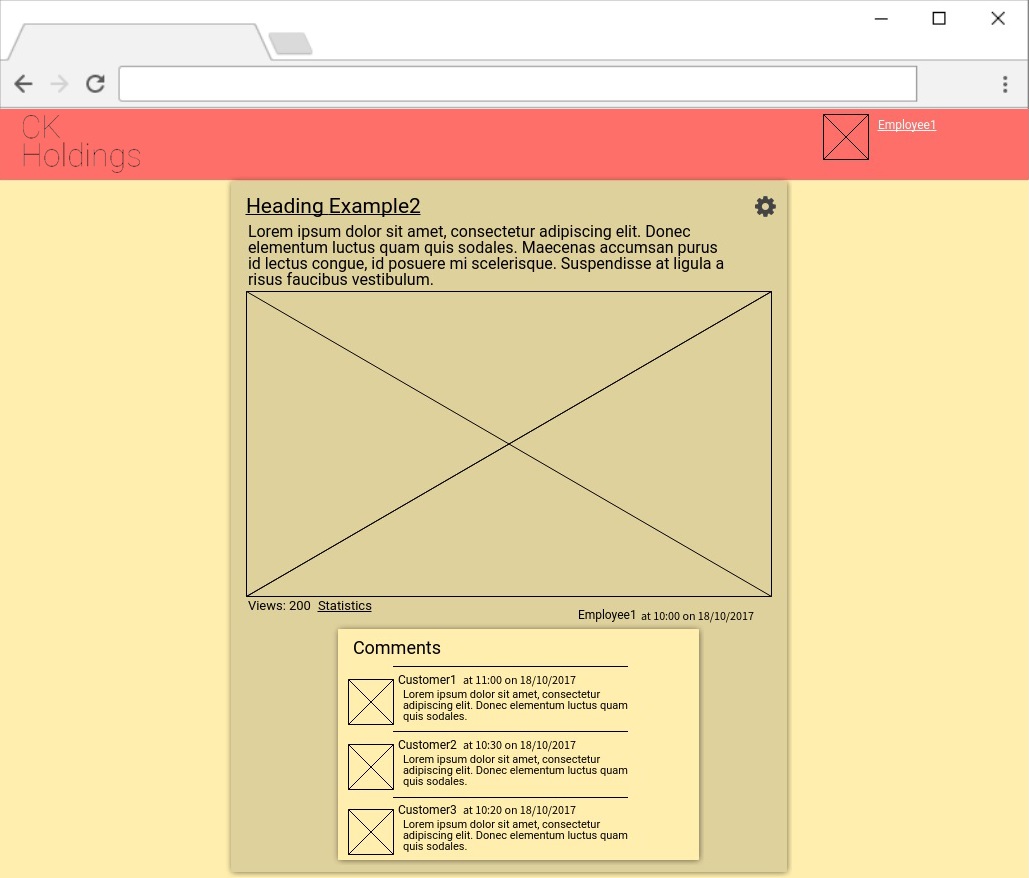 CK
Holdings
Employee1
Heading Example2
Lorem ipsum dolor sit amet, consectetur adipiscing elit. Donec
elementum luctus quam quis sodales. Maecenas accumsan purus
id lectus congue, id posuere mi scelerisque. Suspendisse at ligula a
risus faucibus vestibulum.
Views: 200 Statistics
Employee1 at 10:00 on 18/10/2017
Comments
Customer1 at 11:00 on 18/10/2017
Lorem ipsum dolor sit amet, consectetur
adipiscing elit. Donec elementum luctus quam
quis sodales.
Customer2 at 10:30 on 18/10/2017
Lorem ipsum dolor sit amet, consectetur
adipiscing elit. Donec elementum luctus quam
quis sodales.
Customer3 at 10:20 on 18/10/2017
Lorem ipsum dolor sit amet, consectetur
adipiscing elit. Donec elementum luctus quam
quis sodales.